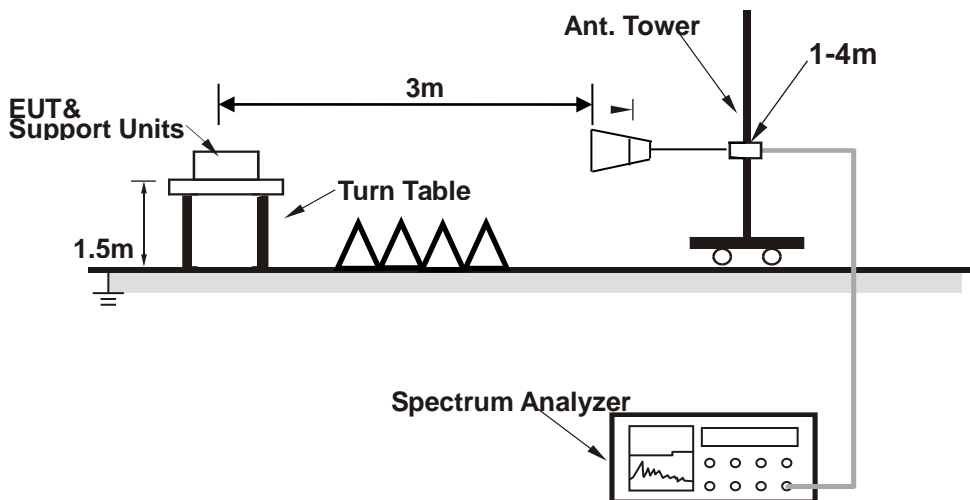 Ant. Tower
1-4m
3m
EUT&
Support Units
Turn Table
1.5m
Spectrum Analyzer